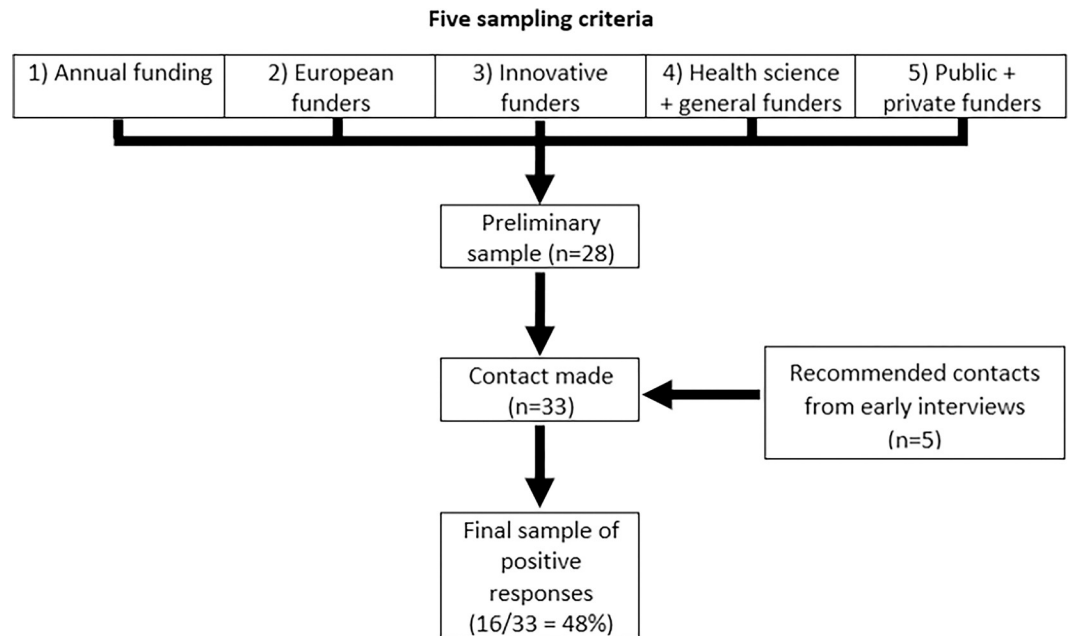 Five sampling criteria
1) Annual funding
2) European
funders
3) Innovative
funders
4) Health science
+ general funders
5) Public +
private funders
Preliminary
sample (n=28)
Contact made
(n=33)
Recommended contacts
from early interviews
(n=5)
Final sample of
positive
responses
(16/33 = 48%)